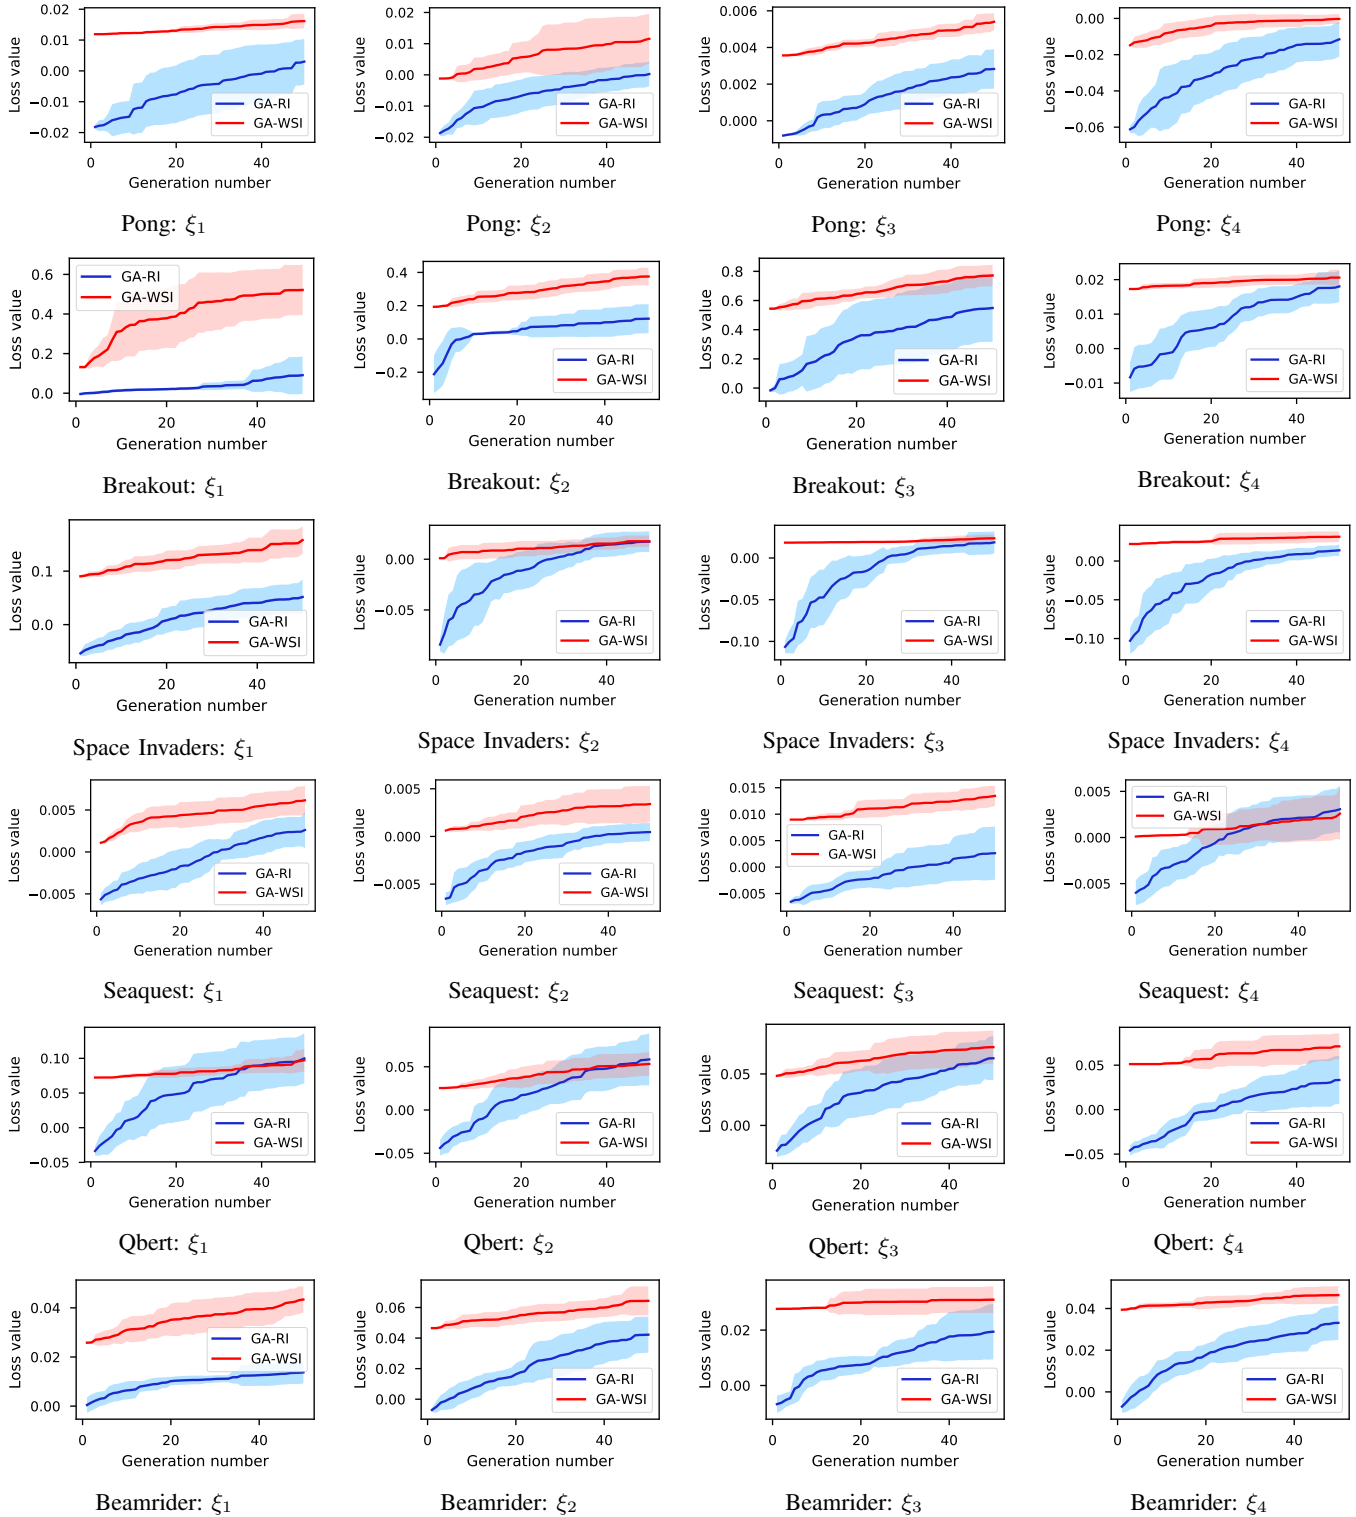 Loss value
0.02
0.01
0.00
−0.01
−0.02
GA-RI
GA-WSI
0 20 40
Generation number
Pong: ξ1
Loss value
0.02
0.01
0.00
−0.01
−0.02
GA-RI
GA-WSI
0 20 40
Generation number
Pong: ξ2
Loss value
0.006
0.004
0.002
0.000
GA-RI
GA-WSI
0 20 40
Generation number
Pong: ξ3
Loss value
0.00
−0.02
−0.04
−0.06
GA-RI
GA-WSI
0 20 40
Generation number
Pong: ξ4
Loss value
0.6
0.4
0.2
0.0
GA-RI
GA-WSI
0 20 40
Generation number
Breakout: ξ1
Loss value
0.4
0.2
0.0
−0.2
GA-RI
GA-WSI
0 20 40
Generation number
Breakout: ξ2
Loss value
0.8
0.6
0.4
0.2
0.0
GA-RI
GA-WSI
0 20 40
Generation number
Breakout: ξ3
Loss value
0.02
0.01
0.00
−0.01
GA-RI
GA-WSI
0 20 40
Generation number
Breakout: ξ4
Loss value
0.1
0.0
GA-RI
GA-WSI
0 20 40
Generation number
Space Invaders: ξ1
Loss value
0.00
−0.05
GA-RI
GA-WSI
0 20 40
Generation number
Space Invaders: ξ2
Loss value
0.00
−0.05
−0.10
GA-RI
GA-WSI
0 20 40
Generation number
Space Invaders: ξ3
Loss value
0.00
−0.05
−0.10
GA-RI
GA-WSI
0 20 40
Generation number
Space Invaders: ξ4
Loss value
0.005
0.000
−0.005
GA-RI
GA-WSI
0 20 40
Generation number
Seaquest: ξ1
Loss value
0.005
0.000
−0.005
GA-RI
GA-WSI
0 20 40
Generation number
Seaquest: ξ2
Loss value
0.015
0.010
0.005
0.000
−0.005
GA-RI
GA-WSI
0 20 40
Generation number
Seaquest: ξ3
Loss value
0.005
0.000
−0.005
GA-RI
GA-WSI
0 20 40
Generation number
Seaquest: ξ4
Loss value
0.10
0.05
0.00
−0.05
GA-RI
GA-WSI
0 20 40
Generation number
Qbert: ξ1
Loss value
0.05
0.00
−0.05
GA-RI
GA-WSI
0 20 40
Generation number
Qbert: ξ2
Loss value
0.05
0.00
GA-RI
GA-WSI
0 20 40
Generation number
Qbert: ξ3
Loss value
0.05
0.00
−0.05
GA-RI
GA-WSI
0 20 40
Generation number
Qbert: ξ4
Loss value
0.04
0.02
0.00
GA-RI
GA-WSI
0 20 40
Generation number
Beamrider: ξ1
Loss value
0.06
0.04
0.02
0.00
GA-RI
GA-WSI
0 20 40
Generation number
Beamrider: ξ2
Loss value
0.02
0.00
GA-RI
GA-WSI
0 20 40
Generation number
Beamrider: ξ3
Loss value
0.04
0.02
0.00
GA-RI
GA-WSI
0 20 40
Generation number
Beamrider: ξ4